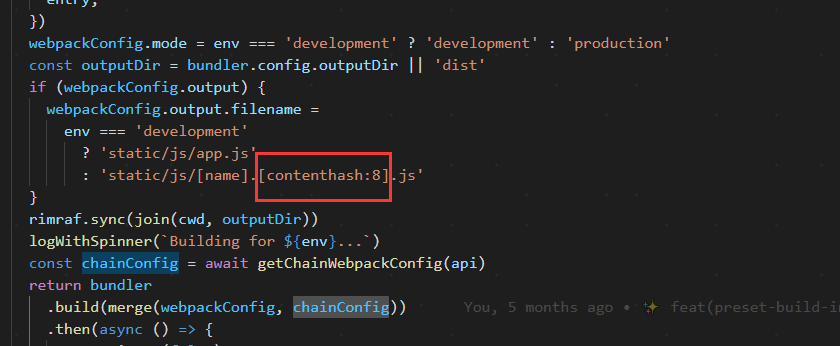 entry,
})
webpackConfig.mode = env === 'development' ? 'development' : 'production'
const outputDir = bundler.config.outputDir || 'dist'
if (webpackConfig.output) {
webpackConfig.output.filename =
env === 'development'
? 'static/js/app.js'
: 'static/js/[name].[contenthash:8].js'
}
rimraf.sync(join(cwd, outputDir))
logWithSpinner(`Building for ${env}...`)
const chainConfig = await getChainWebpackConfig(api)
return bundler
.build(merge(webpackConfig, chainConfig)) You, 5 months ago • ✨ feat(preset-build-in
.then(async () => {